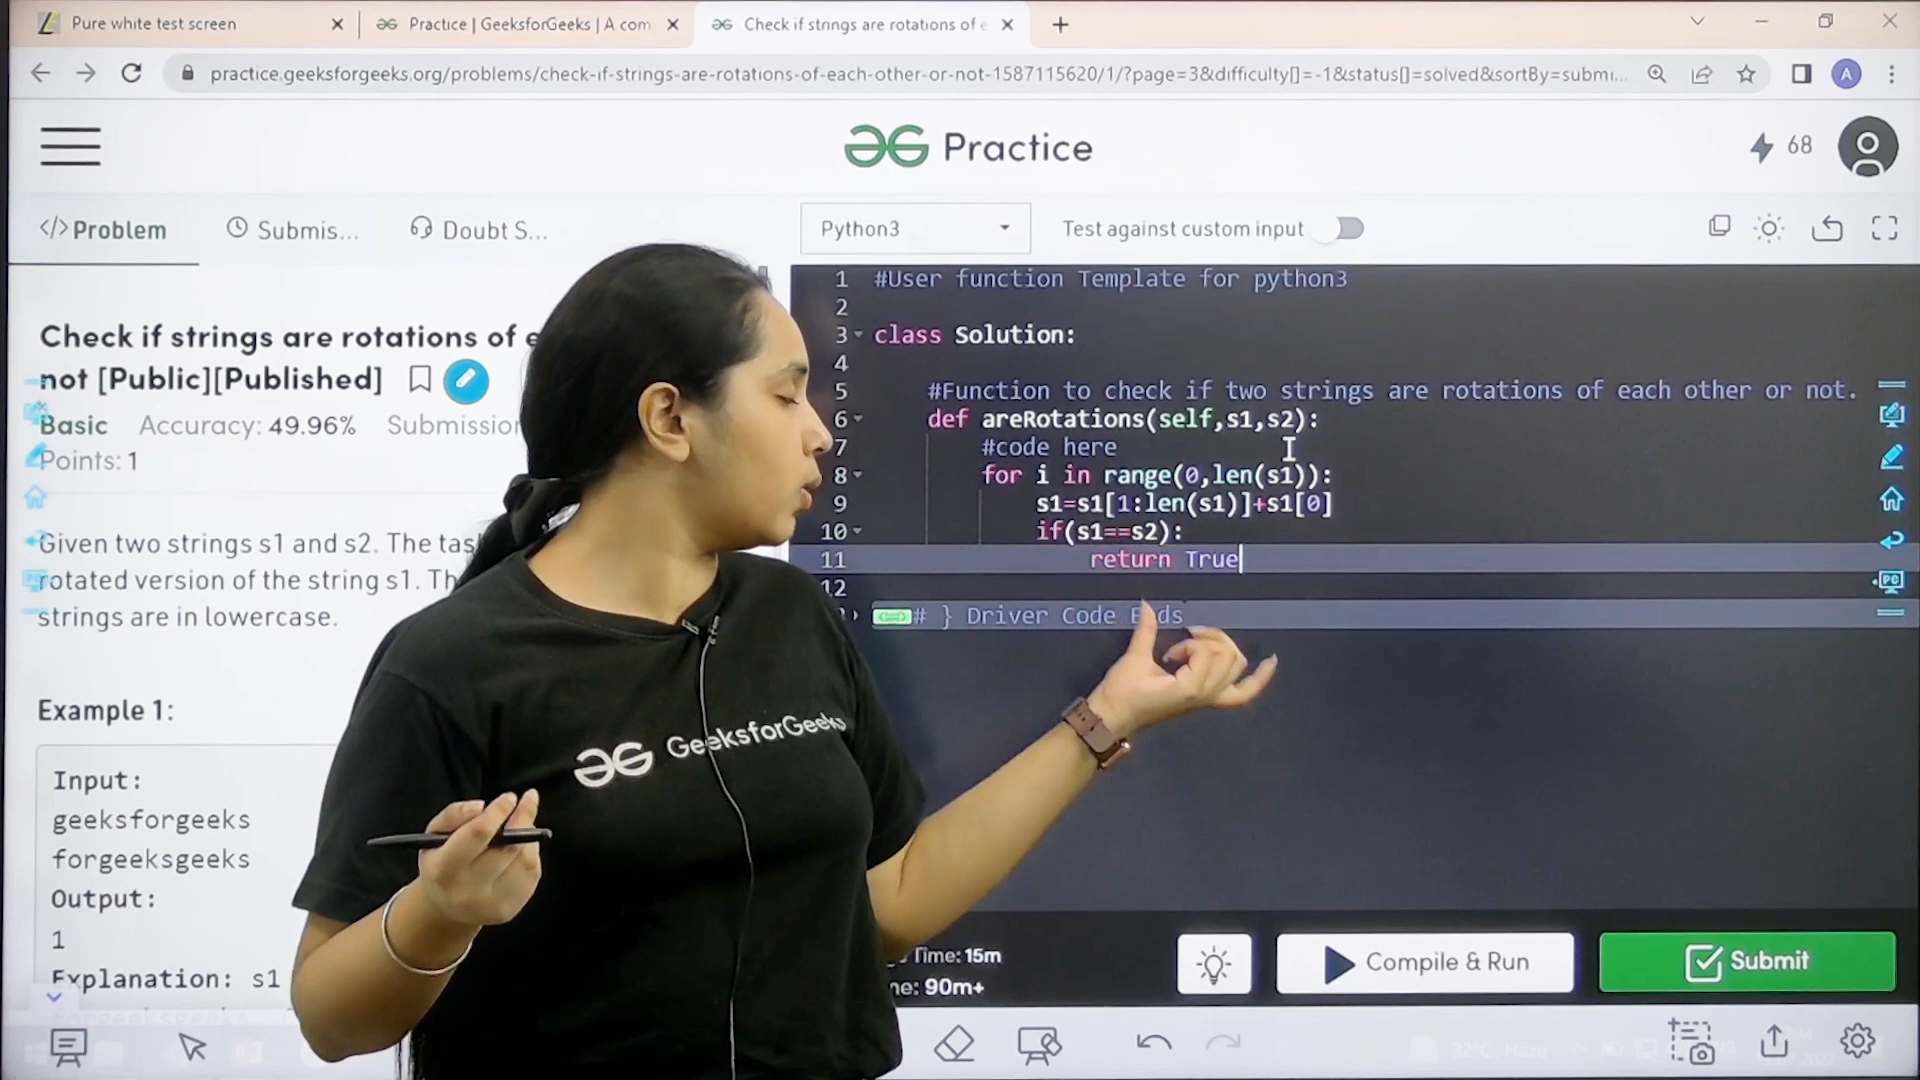 Pure white test screen
Practice | GeeksforGeeks | A com
Check if strings are rotations of e
practice.geeksforgeeks.org/problems/check-if-strings-are-rotations-of-each-other-or-not-1587115620/1/?page=3&difficulty[]=-1&status[]=solved&sortBy=submi...
A
Practice
68
</>Problem
Submis...
Doubt S...
Python3
Test against custom input
Check if strings are rotations of e
not [Public][Published]
Basic
Accuracy: 49.96%
Submission
Points: 1
Given two strings s1 and s2. The tas
rotated version of the string s1. Th
strings are in lowercase.
Example 1:
Input:
geeksforgeeks
forgeeksgeeks
Output:
1
Explanation: s1
forgeeksgeeks
1 #User function Template for python3
2
3 class Solution:
4
5 #Function to check if two strings are rotations of each other or not.
6 def areRotations(self,s1,s2):
7 #code here
8 for i in range(0,len(s1)):
9 s1=s1[1:len(s1)]+s1[0]
10 if(s1==s2):
11 return True
12
# } Driver Code Ends
GeeksforGeeks
Time: 15m
ne: 90m+
Compile & Run
Submit
PC
PC
32°C Haze